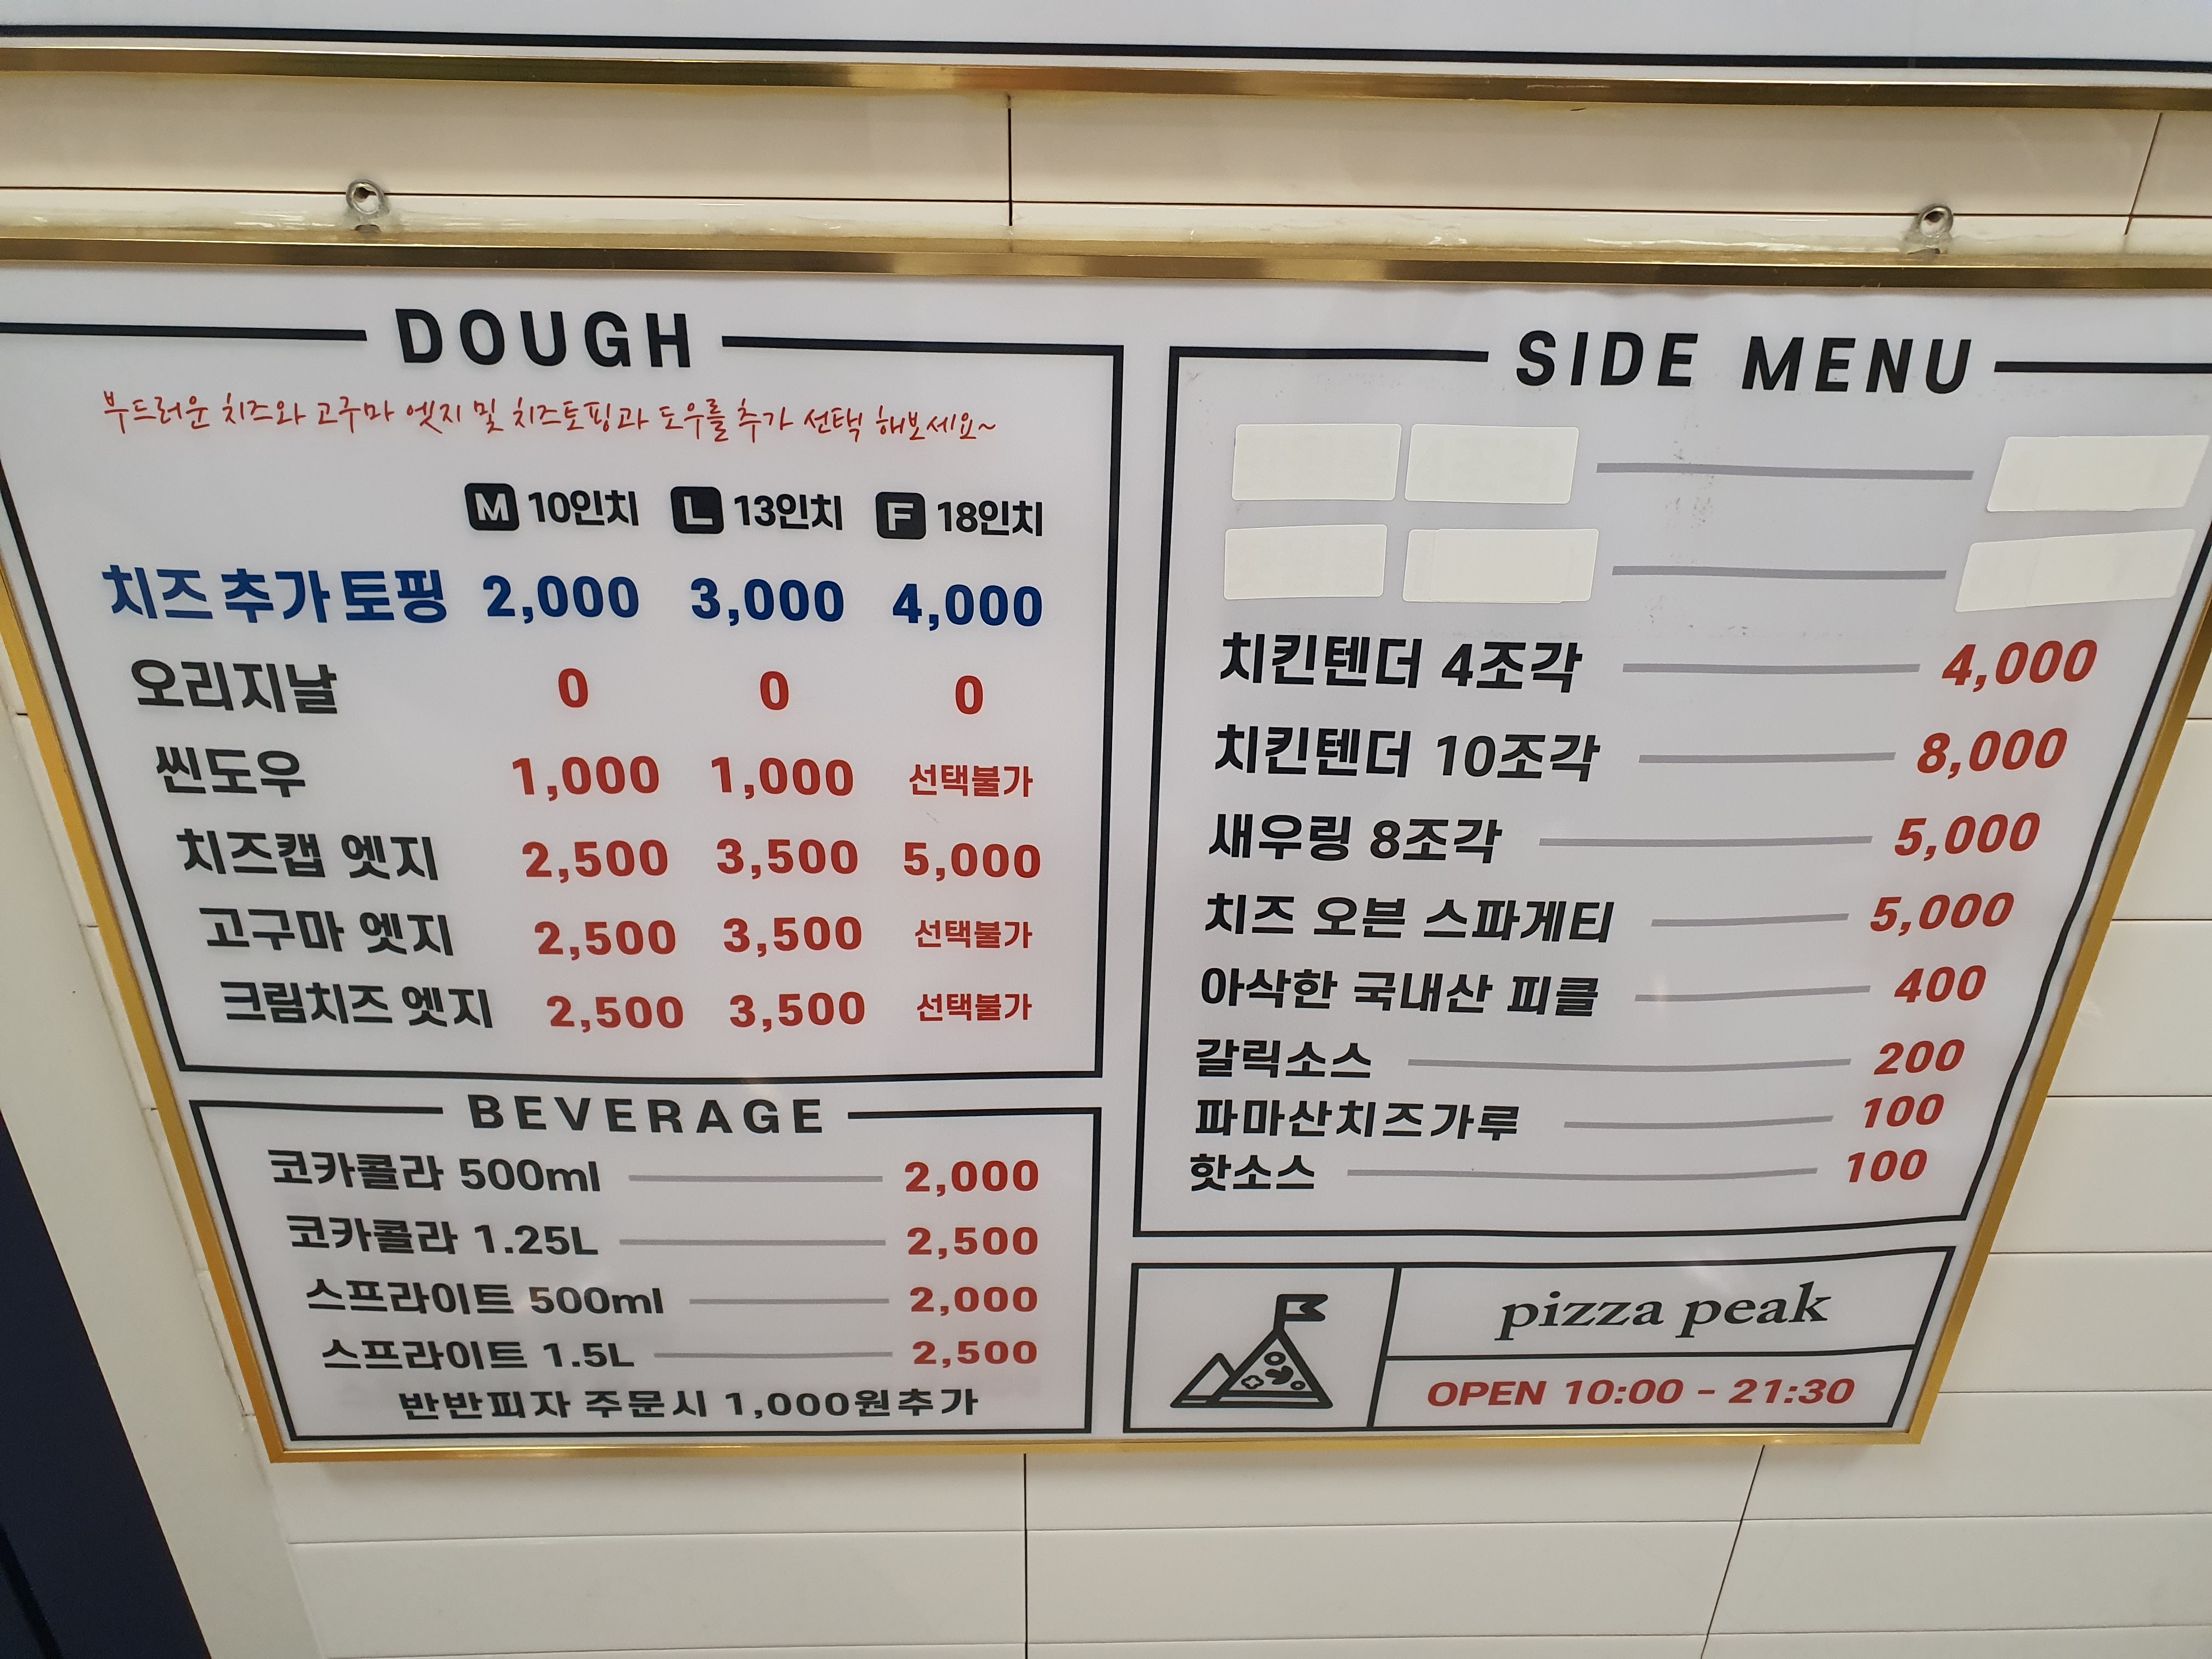 DOUGH
부드러운 치즈와 고구마 엣지 및 치즈토핑과 도우를 추가 선택 해보세요~
M 10인치 L 13인치 F 18인치
치즈 추가 토핑 2,000 3,000 4,000
오리지날 0 0 0
씬도우 1,000 1,000 선택불가
치즈캡 엣지 2,500 3,500 5,000
고구마 엣지 2,500 3,500 선택불가
크림치즈 엣지 2,500 3,500 선택불가
BEVERAGE
코카콜라 500ml 2,000
코카콜라 1.25L 2,500
스프라이트 500ml 2,000
스프라이트 1.5L 2,500
반반피자 주문시 1,000원추가
SIDE MENU
치킨텐더 4조각 4,000
치킨텐더 10조각 8,000
새우링 8조각 5,000
치즈 오븐 스파게티 5,000
아삭한 국내산 피클 400
갈릭소스 200
파마산치즈가루 100
핫소스 100
pizza peak
OPEN 10:00 - 21:30